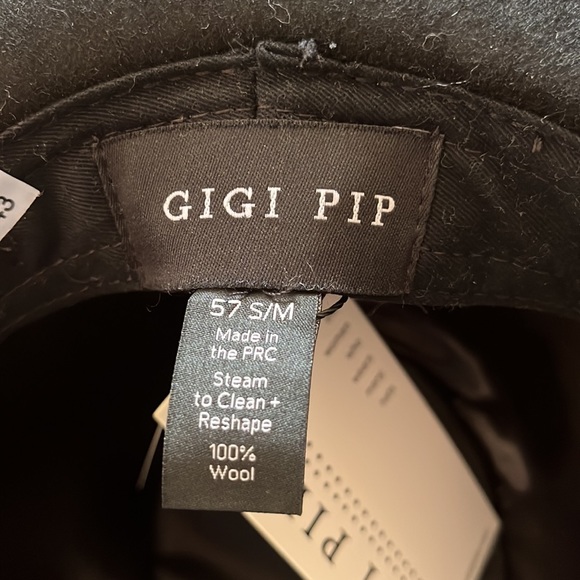 GIGI PIP
57 S/M
Made in
the PRC
Steam
to Clean +
Reshape
100%
Wool